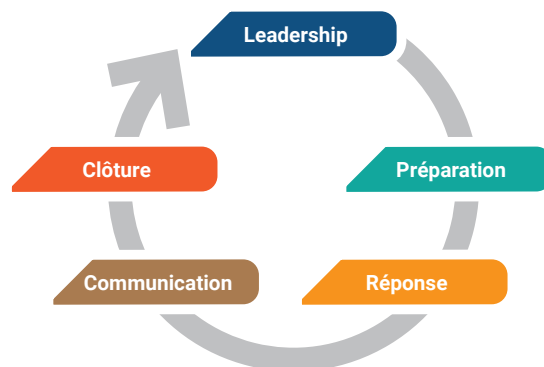 Leadership
Préparation
Réponse
Communication
Clôture